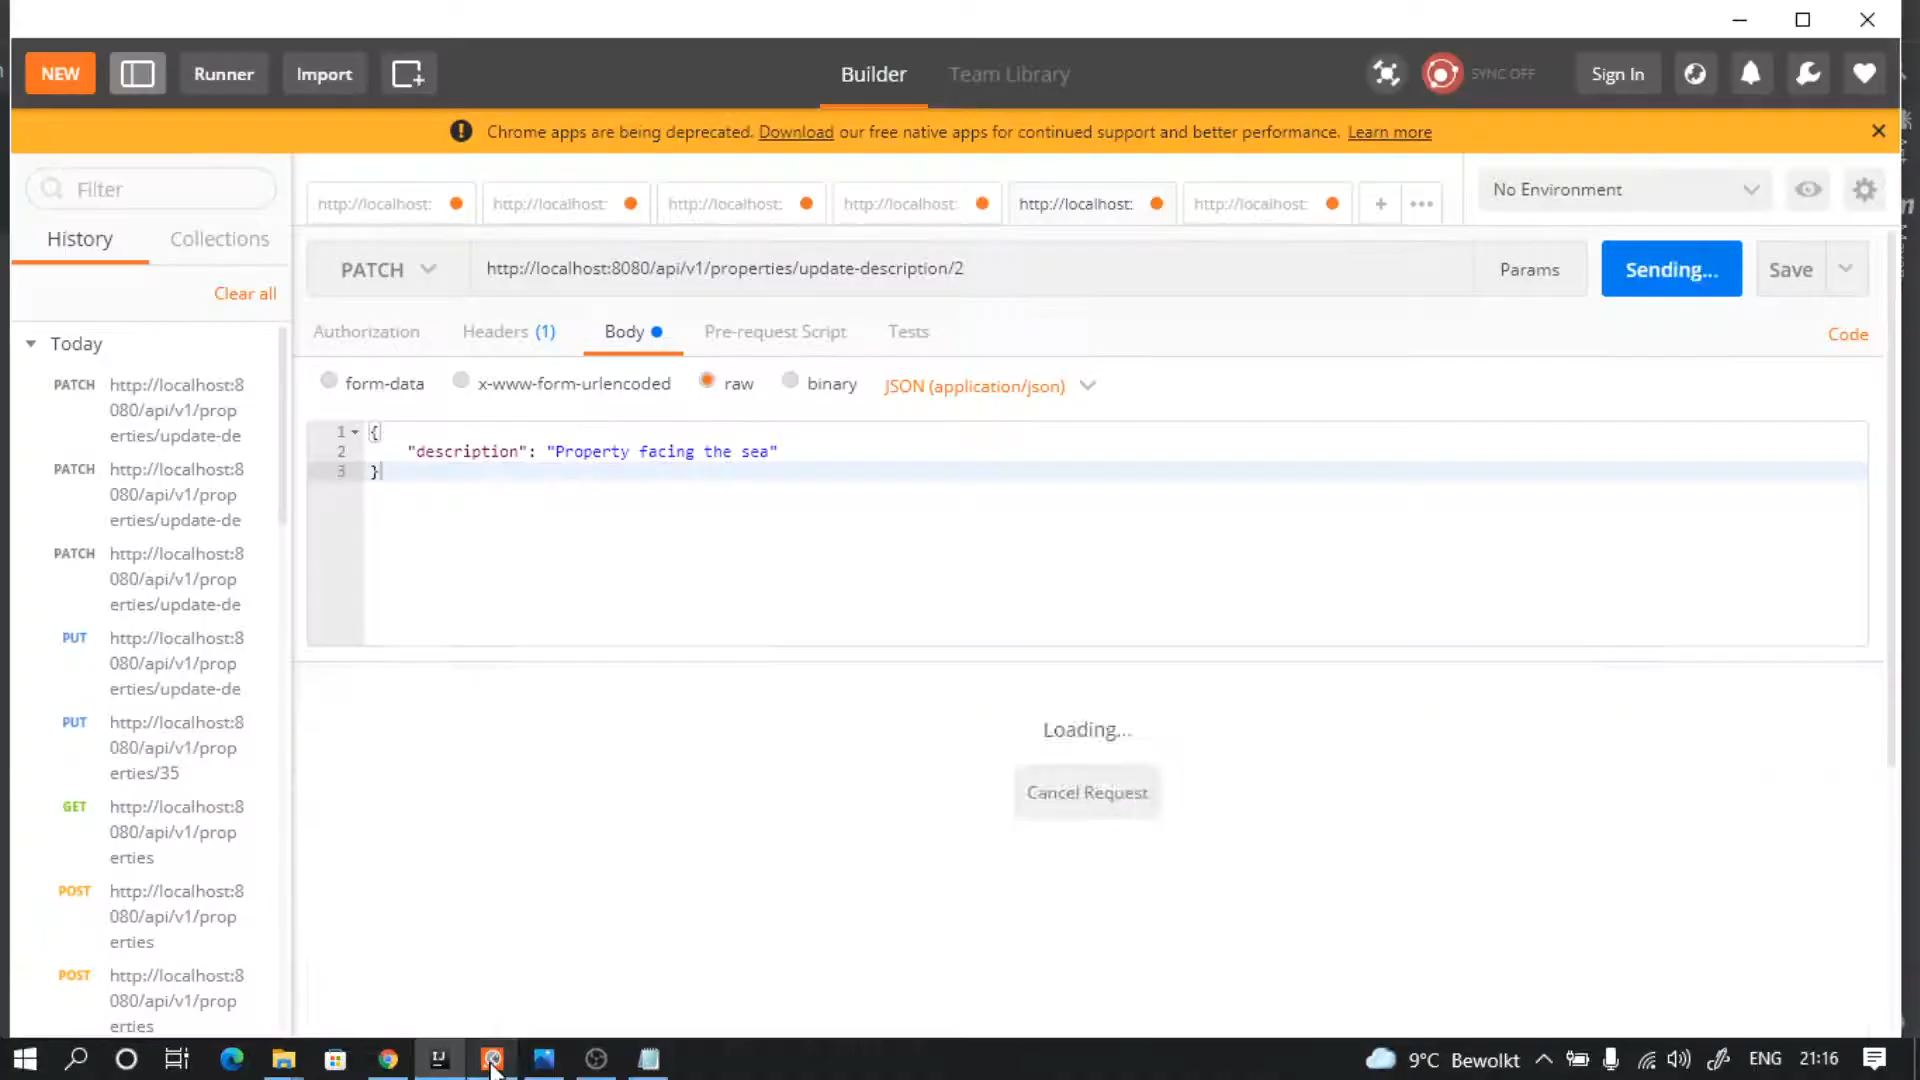 NEW
Runner
Import
Builder
Team Library
SYNC OFF
Sign In
Chrome apps are being deprecated. Download our free native apps for continued support and better performance. Learn more
Filter
History
Collections
Clear all
Today
PATCH http://localhost:8
080/api/v1/prop
erties/update-de
PATCH http://localhost:8
080/api/v1/prop
erties/update-de
PATCH http://localhost:8
080/api/v1/prop
erties/update-de
PUT http://localhost:8
080/api/v1/prop
erties/update-de
PUT http://localhost:8
080/api/v1/prop
erties/35
GET http://localhost:8
080/api/v1/prop
erties
POST http://localhost:8
080/api/v1/prop
erties
POST http://localhost:8
080/api/v1/prop
erties
http://localhost:
http://localhost:
http://localhost:
http://localhost:
http://localhost:
http://localhost:
No Environment
PATCH
http://localhost:8080/api/v1/properties/update-description/2
Params
Sending...
Save
Authorization
Headers (1)
Body
Pre-request Script
Tests
Code
form-data
x-www-form-urlencoded
raw
binary
JSON (application/json)
1 {
2 "description": "Property facing the sea"
3 }
Loading...
Cancel Request
9°C Bewolkt
ENG
21:16